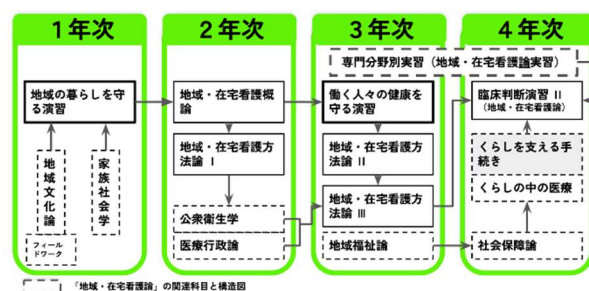 1年次
2年次
3年次
4年次
専門分野別実習（地域・在宅看護論実習）
地域の暮らしを守
る演習
地域・在宅看護概
論
働く人々の健康を
守る演習
臨床判断演習 II
（地域・在宅看護論）
地域文化論
家族社会学
フィール
ドワーク
地域・在宅看護方
法論 I
地域・在宅看護方
法論 II
くらしを支える手
続き
くらしの中の医療
公衆衛生学
医療行政論
地域・在宅看護方
法論 III
地域福祉論
社会保障論
「地域・在宅看護論」の関連科目と構造図